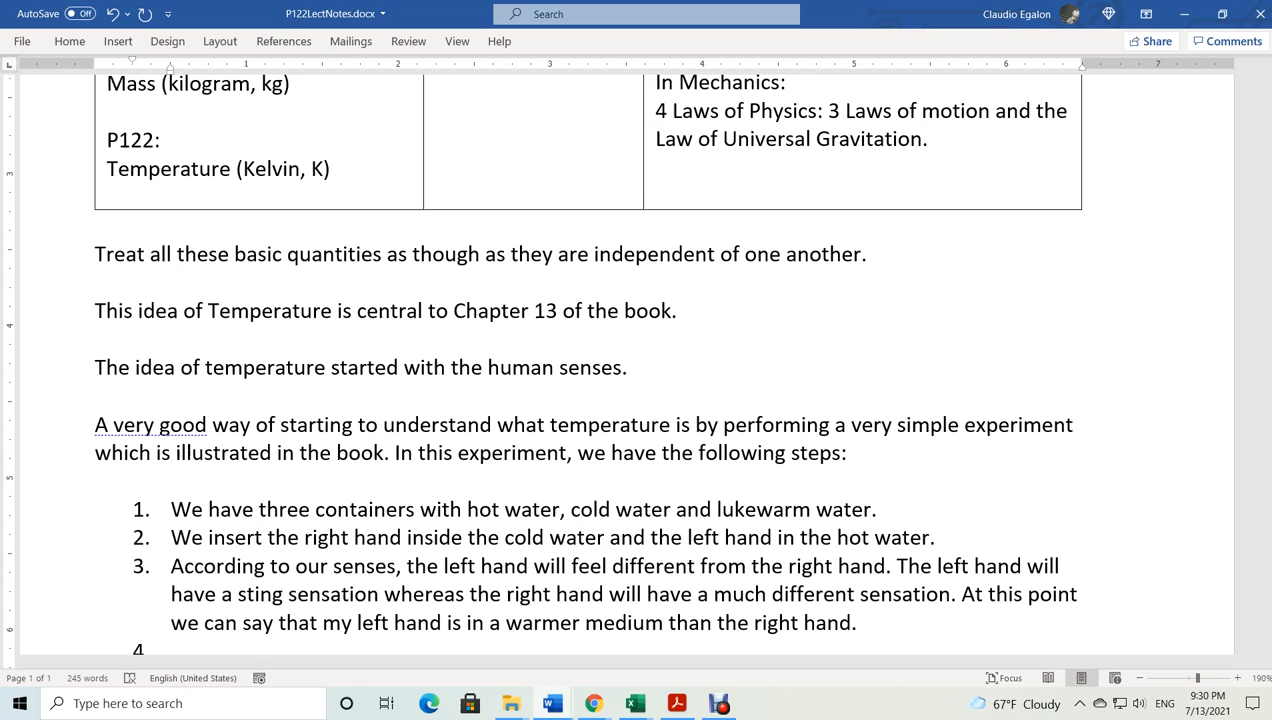 AutoSave Off P122LectNotes.docx Search Claudio Egalon
File Home Insert Design Layout References Mailings Review View Help Share Comments
1 2 3 4 5 6 7
Mass (kilogram, kg)
In Mechanics:
4 Laws of Physics: 3 Laws of motion and the
P122:
Law of Universal Gravitation.
Temperature (Kelvin, K)
3
Treat all these basic quantities as though as they are independent of one another.
This idea of Temperature is central to Chapter 13 of the book.
4
The idea of temperature started with the human senses.
A very good way of starting to understand what temperature is by performing a very simple experiment
which is illustrated in the book. In this experiment, we have the following steps:
5
1. We have three containers with hot water, cold water and lukewarm water.
2. We insert the right hand inside the cold water and the left hand in the hot water.
3. According to our senses, the left hand will feel different from the right hand. The left hand will
have a sting sensation whereas the right hand will have a much different sensation. At this point
we can say that my left hand is in a warmer medium than the right hand.
6
4
Page 1 of 1 245 words English (United States) Focus 190%
Type here to search 67°F Cloudy ENG 9:30 PM
7/13/2021